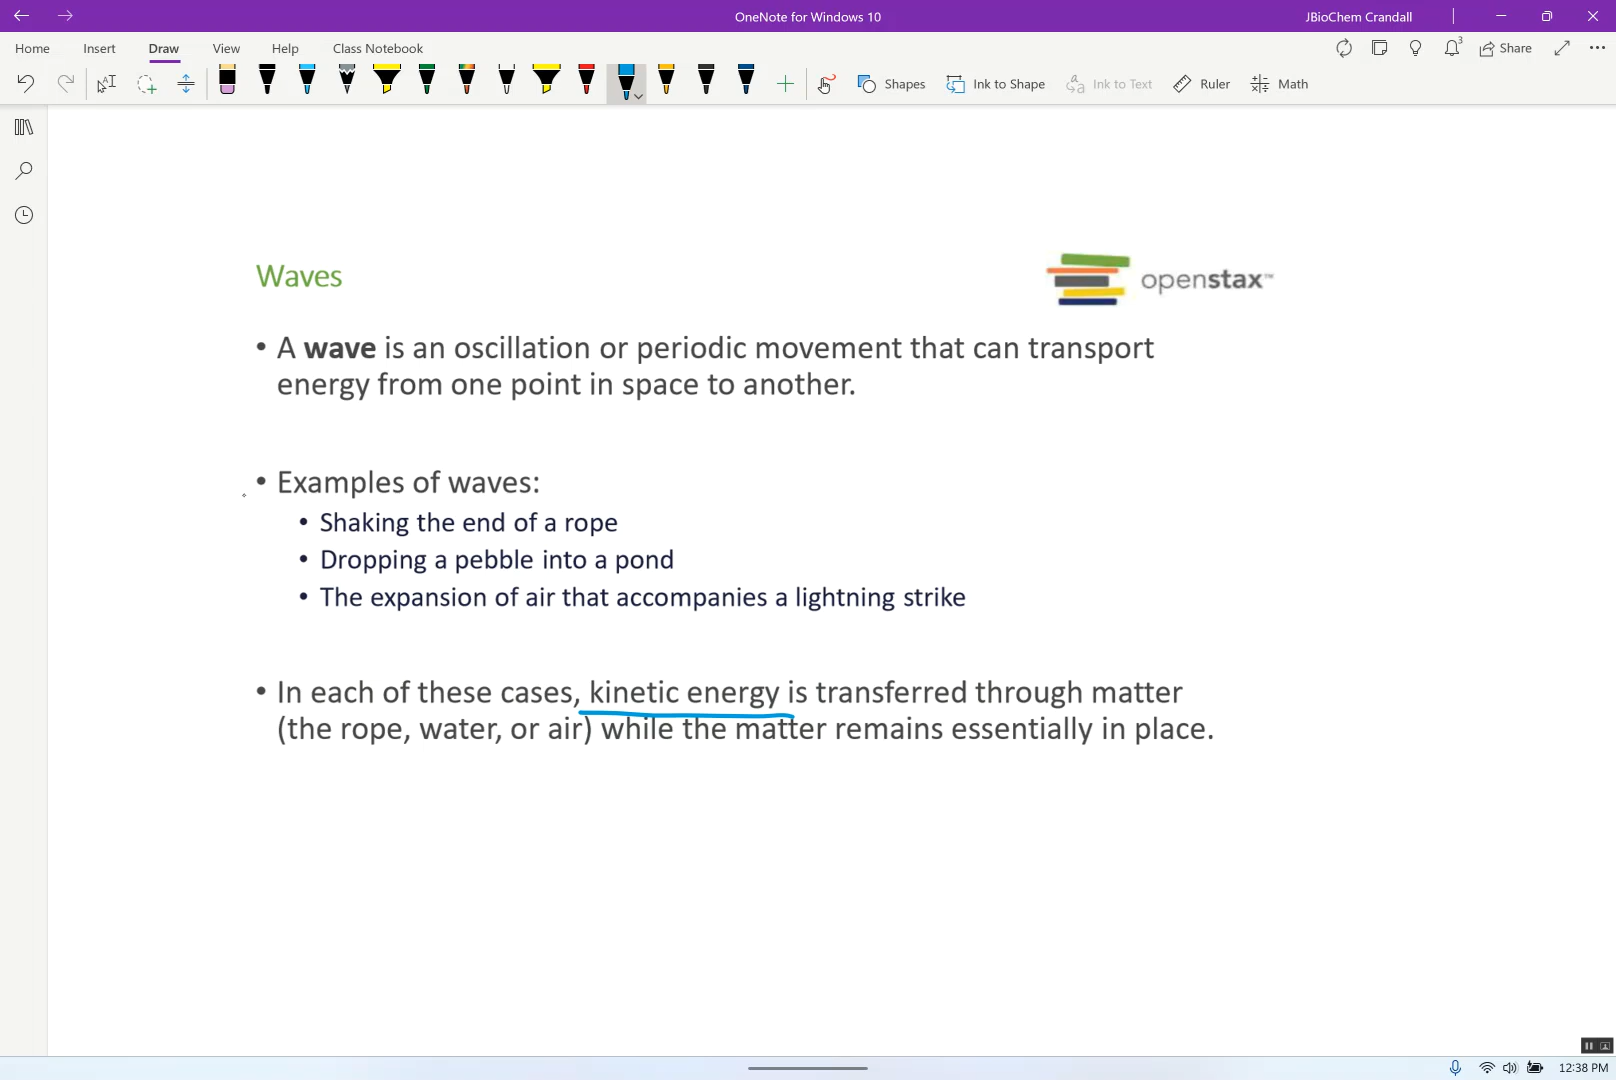 OneNote for Windows 10
JBioChem Crandall
Home Insert Draw View Help Class Notebook
3
Share
Shapes Ink to Shape Ink to Text Ruler Math
Waves
openstax™
• A wave is an oscillation or periodic movement that can transport
energy from one point in space to another.
• Examples of waves:
• Shaking the end of a rope
• Dropping a pebble into a pond
• The expansion of air that accompanies a lightning strike
• In each of these cases, kinetic energy is transferred through matter
(the rope, water, or air) while the matter remains essentially in place.
12:38 PM